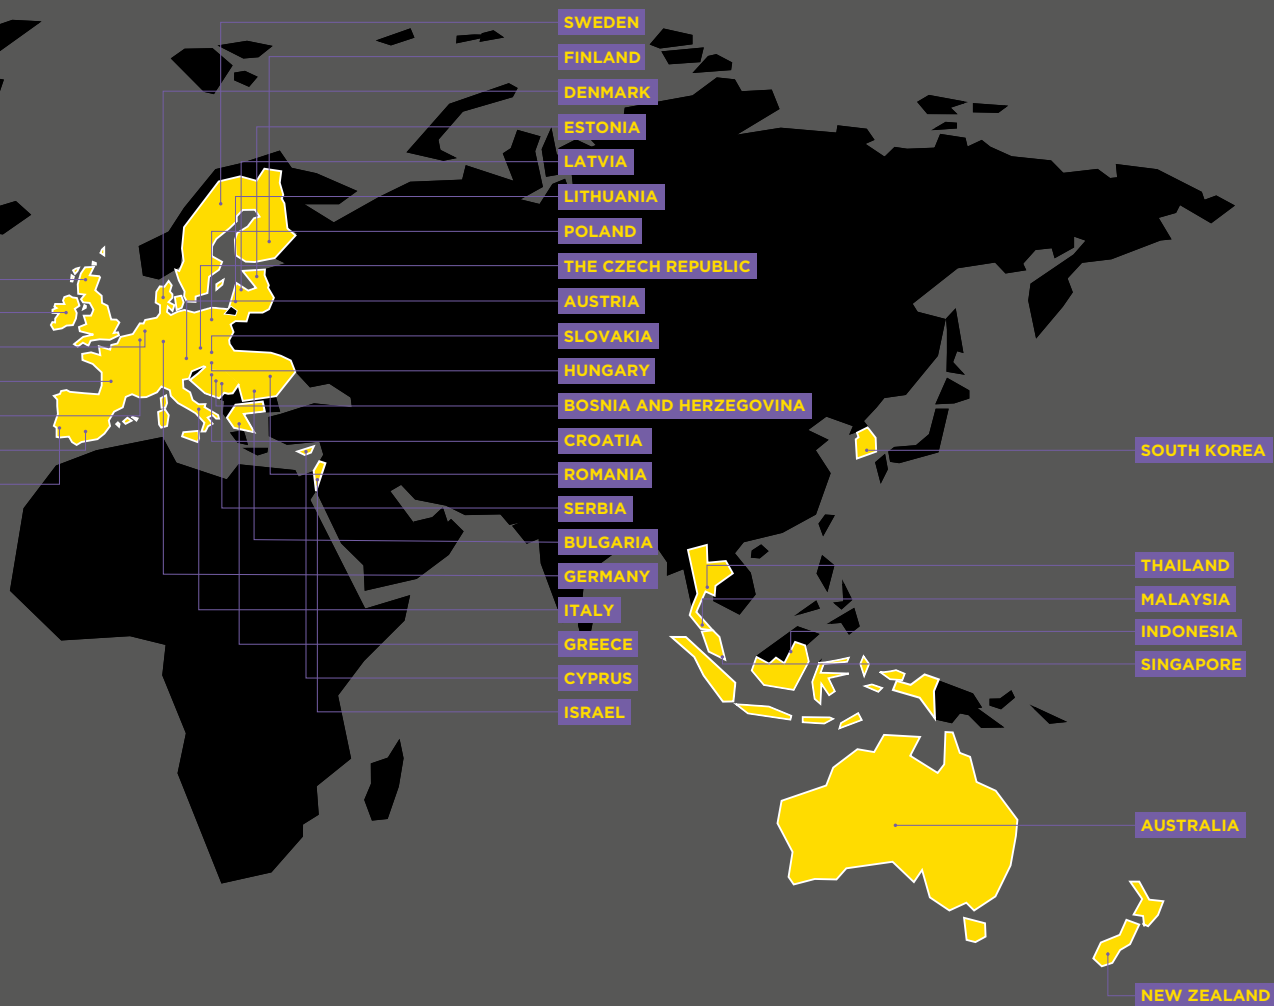 SWEDEN
FINLAND
DENMARK
ESTONIA
LATVIA
LITHUANIA
POLAND
THE CZECH REPUBLIC
AUSTRIA
SLOVAKIA
HUNGARY
BOSNIA AND HERZEGOVINA
CROATIA
ROMANIA
SERBIA
BULGARIA
GERMANY
ITALY
GREECE
CYPRUS
ISRAEL
SOUTH KOREA
THAILAND
MALAYSIA
INDONESIA
SINGAPORE
AUSTRALIA
NEW ZEALAND